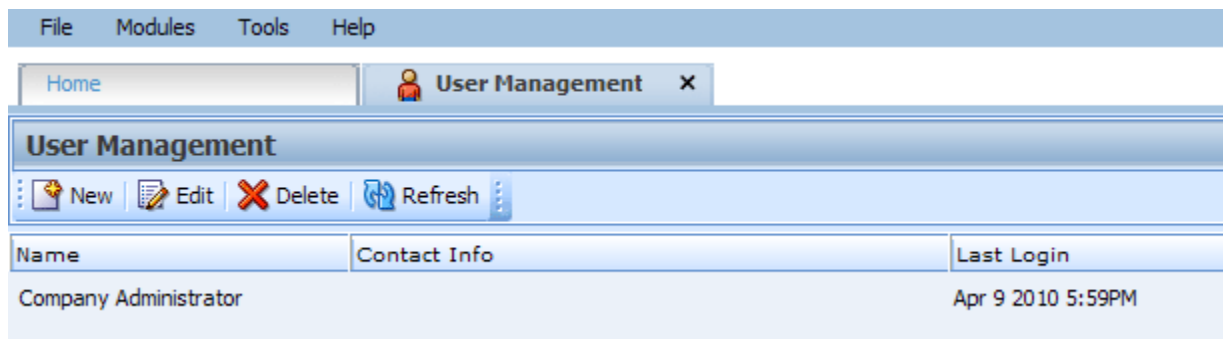 File Modules Tools Help
Home User Management x
User Management
New Edit Delete Refresh
Name Contact Info Last Login
Company Administrator Apr 9 2010 5:59PM